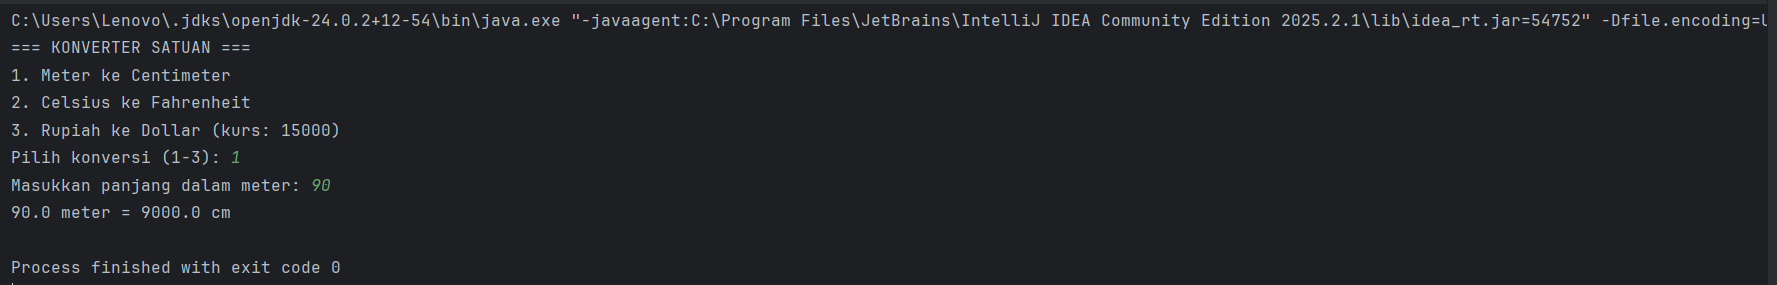 C:\Users\Lenovo\.jdks\openjdk-24.0.2+12-54\bin\java.exe "-javaagent:C:\Program Files\JetBrains\IntelliJ IDEA Community Edition 2025.2.1\lib\idea_rt.jar=54752" -Dfile.encoding=U
=== KONVERTER SATUAN ===
1. Meter ke Centimeter
2. Celsius ke Fahrenheit
3. Rupiah ke Dollar (kurs: 15000)
Pilih konversi (1-3): 1
Masukkan panjang dalam meter: 90
90.0 meter = 9000.0 cm
Process finished with exit code 0